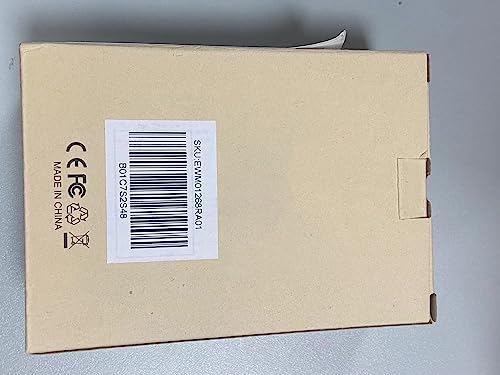 SKU:EWM01268RA01
B01C7S2S48
CE FC
MADE IN CHINA